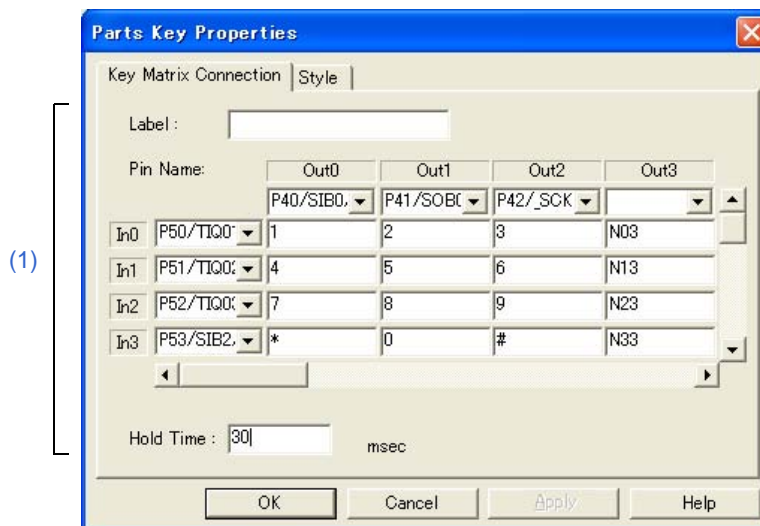 Parts Key Properties
Key Matrix Connection Style
Label :
Pin Name: Out0 Out1 Out2 Out3
P40/SIB0, P41/SOB0 P42/_SCK
In0 P50/TIQ0 1 2 3 N03
(1)
In1 P51/TIQ0 4 5 6 N13
In2 P52/TIQ0 7 8 9 N23
In3 P53/SIB2, * 0 # N33
Hold Time : 30 msec
OK Cancel Apply Help